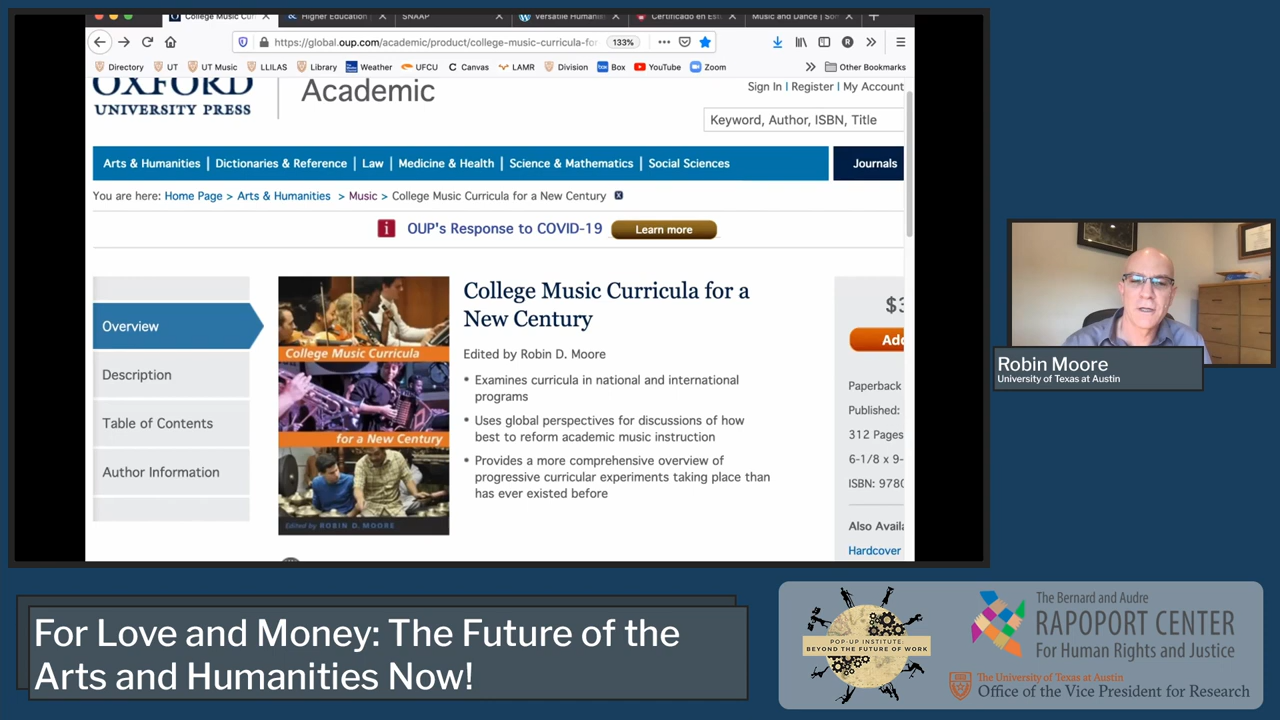 College Music Cur
Higher Education
SNAAP
Versatile Humani
Certificado en Est
Music and Dance | Son
https://global.oup.com/academic/product/college-music-curricula-for
133%
Directory
UT
UT Music
LLILAS
Library
Weather
UFCU
Canvas
LAMR
Division
Box
YouTube
Zoom
Other Bookmarks
OXFORD
UNIVERSITY PRESS
Academic
Sign In | Register | My Account
Keyword, Author, ISBN, Title
Arts & Humanities | Dictionaries & Reference | Law | Medicine & Health | Science & Mathematics | Social Sciences
Journals
You are here: Home Page > Arts & Humanities > Music > College Music Curricula for a New Century
OUP's Response to COVID-19
Learn more
Overview
Description
Table of Contents
Author Information
College Music Curricula
for a New Century
Edited by ROBIN D. MOORE
College Music Curricula for a
New Century
Edited by Robin D. Moore
• Examines curricula in national and international
programs
• Uses global perspectives for discussions of how
best to reform academic music instruction
• Provides a more comprehensive overview of
progressive curricular experiments taking place than
has ever existed before
$3
Add
Paperback
Published:
312 Pages
6-1/8 x 9-
ISBN: 9780
Also Availa
Hardcover
Robin Moore
University of Texas at Austin
For Love and Money: The Future of the
Arts and Humanities Now!
POP-UP INSTITUTE:
BEYOND THE FUTURE OF WORK
The Bernard and Audre
RAPOPORT CENTER
For Human Rights and Justice
The University of Texas at Austin
Office of the Vice President for Research